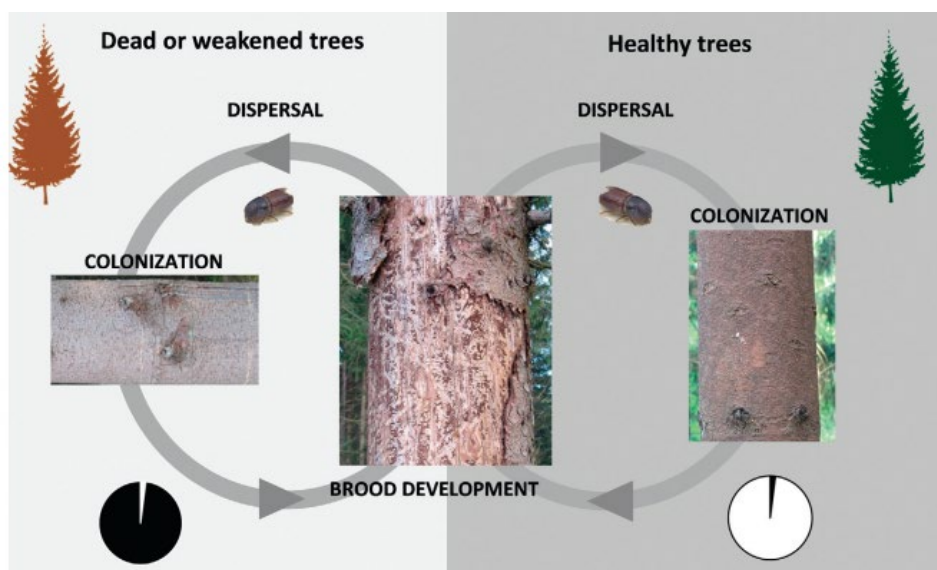 Dead or weakened trees
Healthy trees
DISPERSAL
DISPERSAL
COLONIZATION
COLONIZATION
BROOD DEVELOPMENT